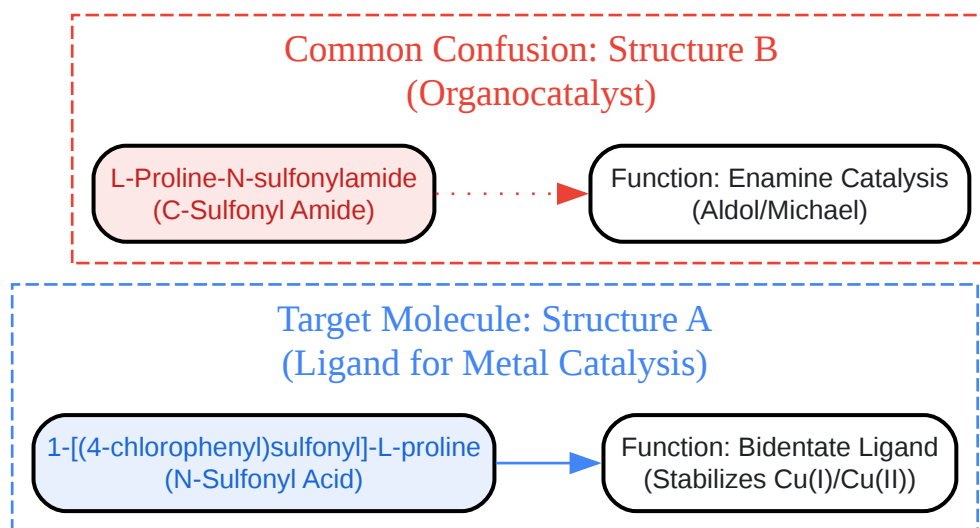 Common Confusion: Structure B
(Organocatalyst)
L-Proline-N-sulfonylamide
(C-Sulfonyl Amide)
Function: Enamine Catalysis
(Aldol/Michael)
Target Molecule: Structure A
(Ligand for Metal Catalysis)
1-[(4-chlorophenyl)sulfonyl]-L-proline
(N-Sulfonyl Acid)
Function: Bidentate Ligand
(Stabilizes Cu(I)/Cu(II))